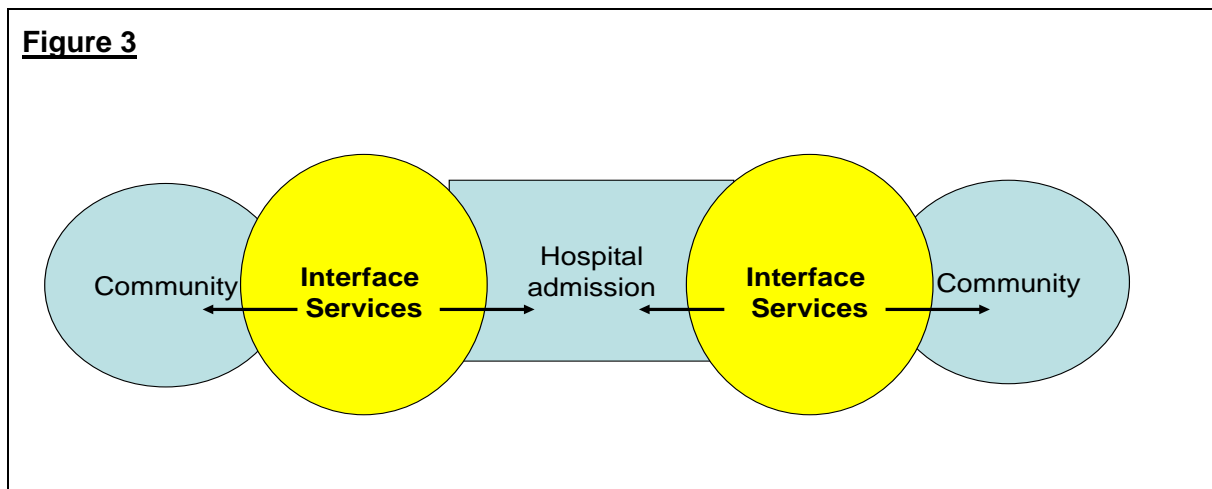 Figure 3
Community
Interface
Services
Hospital
admission
Interface
Services
Community